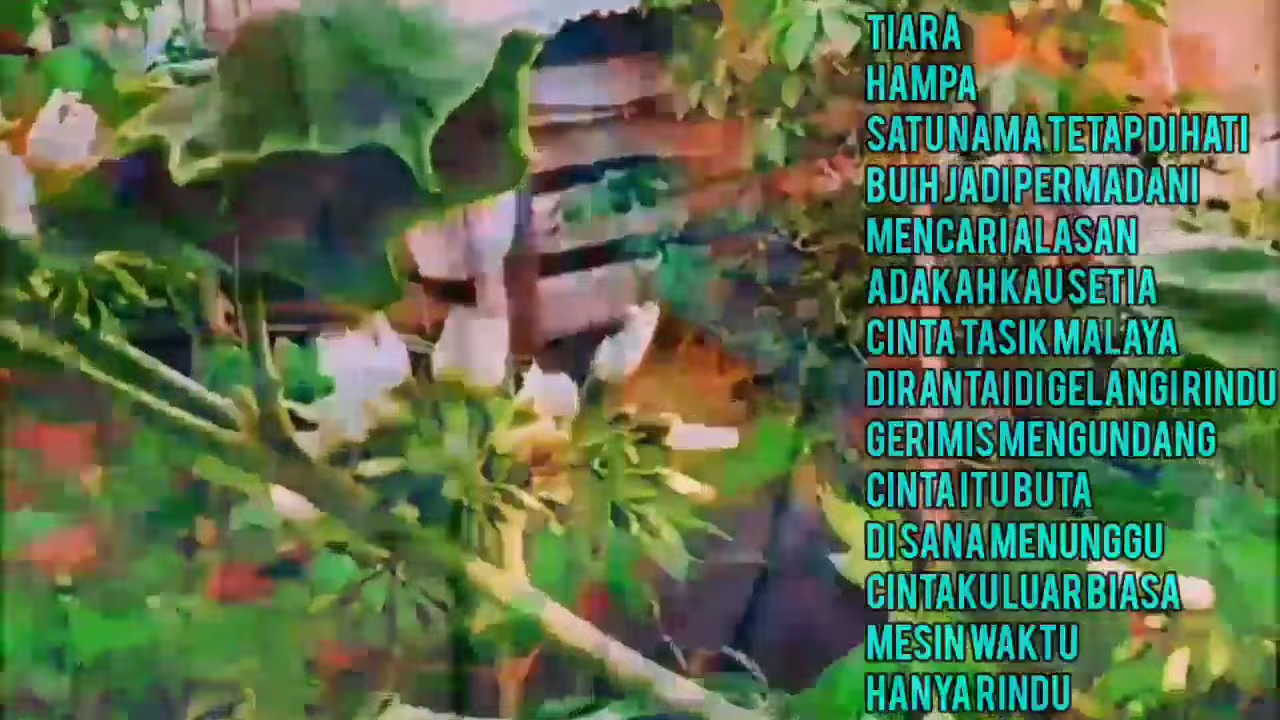 TIARA
HAMPA
SATU NAMA TETAP DI HATI
BUIH JADI PERMADANI
MENCARI ALASAN
ADAKAH KAU SETIA
CINTA TASIK MALAYA
DIRANTAI DI GELANGI RINDU
GERIMIS MENGUNDANG
CINTA ITU BUTA
DI SANA MENUNGGU
CINTAKU LUAR BIASA
MESIN WAKTU
HANYA RINDU